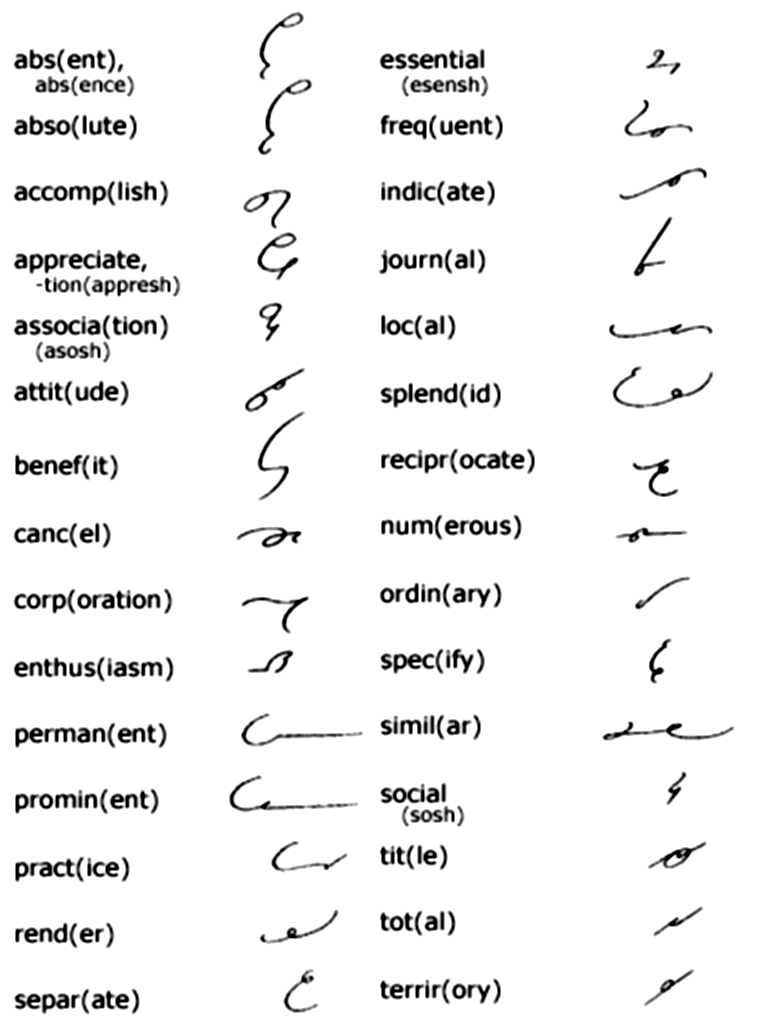 abs(ent),
abs(ence)
abso(lute)
accomp(lish)
appreciate,
-tion(appresh)
associa(tion)
(asosh)
attit(ude)
benef(it)
canc(el)
corp(oration)
enthus(iasm)
perman(ent)
promin(ent)
pract(ice)
rend(er)
separ(ate)
essential
(esensh)
freq(uent)
indic(ate)
journ(al)
loc(al)
splend(id)
recipr(ocate)
num(erous)
ordin(ary)
spec(ify)
simil(ar)
social
(sosh)
tit(le)
tot(al)
terrir(ory)